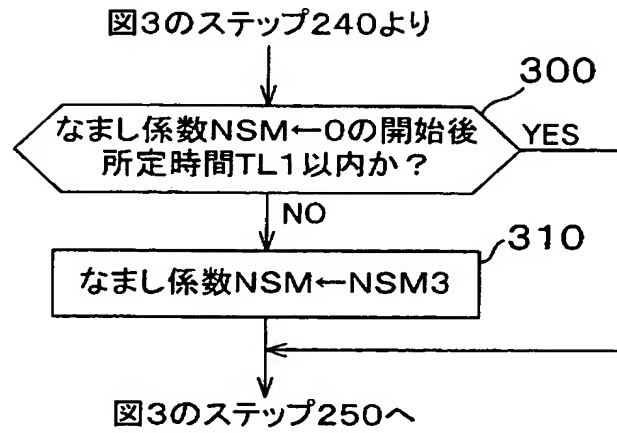 図3のステップ240より
300
なまし係数NSM←0の開始後
所定時間TL1以内か?
YES
NO
310
なまし係数NSM←NSM3
図3のステップ250へ